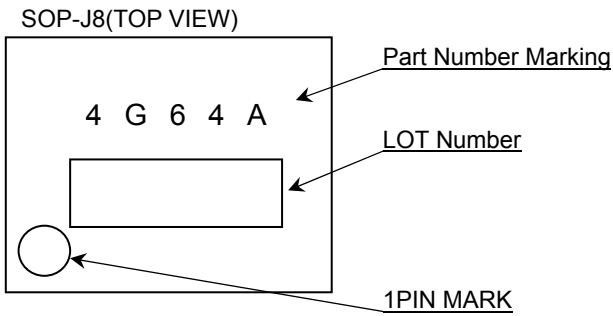 SOP-J8(TOP VIEW)
Part Number Marking
4 G 6 4 A
LOT Number
1PIN MARK